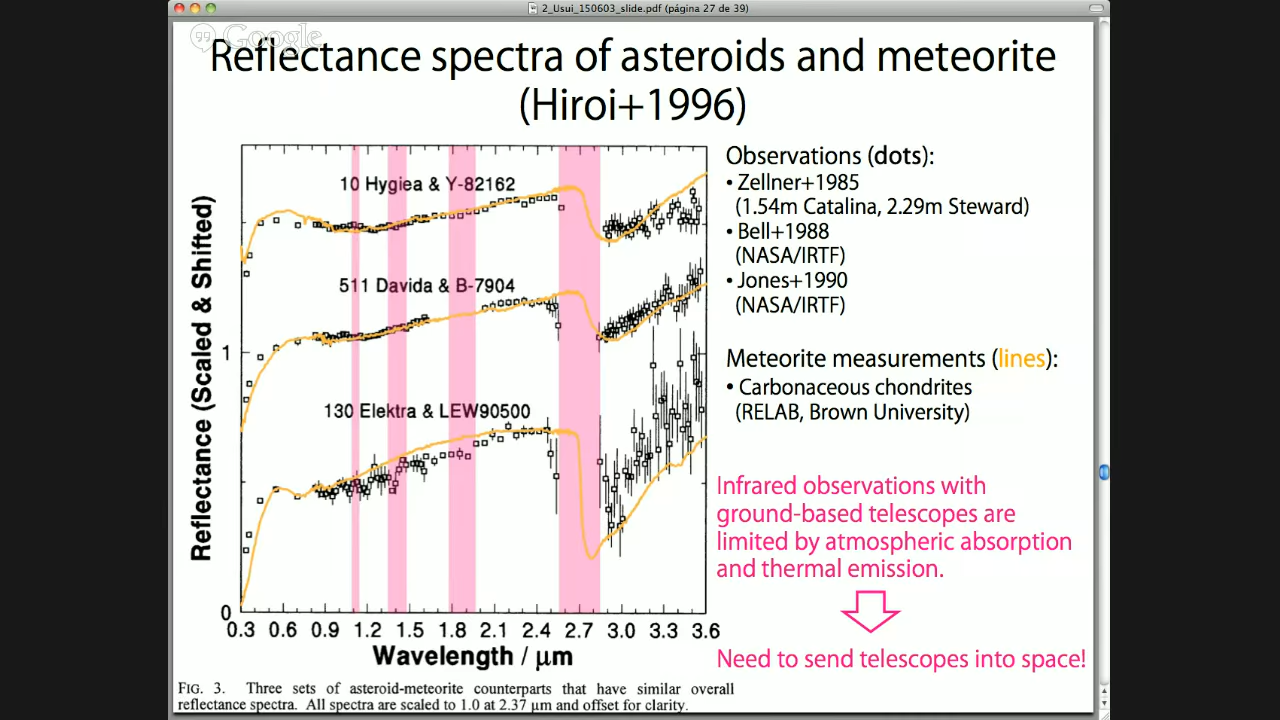 2_Usui_150603_slide.pdf (página 27 de 39)
Google
Reflectance spectra of asteroids and meteorite
(Hiroi+1996)
10 Hygiea & Y-82162
511 Davida & B-7904
130 Elektra & LEW90500
Reflectance (Scaled & Shifted)
1
0
0.3 0.6 0.9 1.2 1.5 1.8 2.1 2.4 2.7 3.0 3.3 3.6
Wavelength / μm
FIG. 3. Three sets of asteroid-meteorite counterparts that have similar overall
reflectance spectra. All spectra are scaled to 1.0 at 2.37 μm and offset for clarity.
Observations (dots):
• Zellner+1985
(1.54m Catalina, 2.29m Steward)
• Bell+1988
(NASA/IRTF)
• Jones+1990
(NASA/IRTF)
Meteorite measurements (lines):
• Carbonaceous chondrites
(RELAB, Brown University)
Infrared observations with
ground-based telescopes are
limited by atmospheric absorption
and thermal emission.
Need to send telescopes into space!